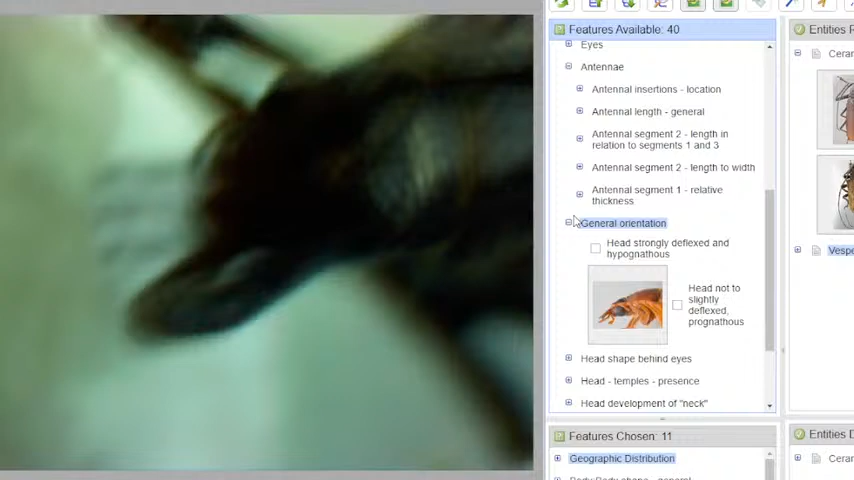 Features Available: 40
Entities
Eyes
Antennae
Antennal insertions - location
Antennal length - general
Antennal segment 2 - length in
relation to segments 1 and 3
Antennal segment 2 - length to width
Antennal segment 1 - relative
thickness
General orientation
Head strongly deflexed and
hypognathous
Head not to
slightly
deflexed,
prognathous
Head shape behind eyes
Head - temples - presence
Head development of "neck"
Features Chosen: 11
Entities
Geographic Distribution